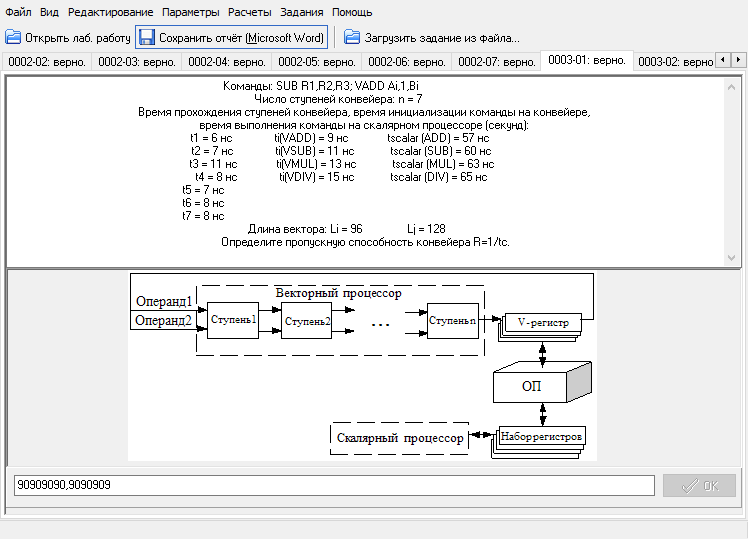 Файл Вид Редактирование Параметры Расчеты Задания Помощь
Открыть лаб. работу Сохранить отчёт (Microsoft Word) Загрузить задание из файла...
0002-02: верно. 0002-03: верно. 0002-04: верно. 0002-05: верно. 0002-06: верно. 0002-07: верно. 0003-01: верно. 0003-02: верно
Команды: SUB R1,R2,R3; VADD Ai,1,Bi
Число ступеней конвейера: n = 7
Время прохождения ступеней конвейера, время инициализации команды на конвейере,
время выполнения команды на скалярном процессоре (секунд):
t1 = 6 нс ti(VADD) = 9 нс tscalar (ADD) = 57 нс
t2 = 7 нс ti(VSUB) = 11 нс tscalar (SUB) = 60 нс
t3 = 11 нс ti(VMUL) = 13 нс tscalar (MUL) = 63 нс
t4 = 8 нс ti(VDIV) = 15 нс tscalar (DIV) = 65 нс
t5 = 7 нс
t6 = 8 нс
t7 = 8 нс
Длина вектора: Li = 96 Lj = 128
Определите пропускную способность конвейера R=1/tc.
Векторный процессор
Операнд1
Операнд2
Ступень1 Ступень2 ... Ступеньn V-регистр
ОП
Скалярный процессор Наборрегистров
90909090,9090909 OK